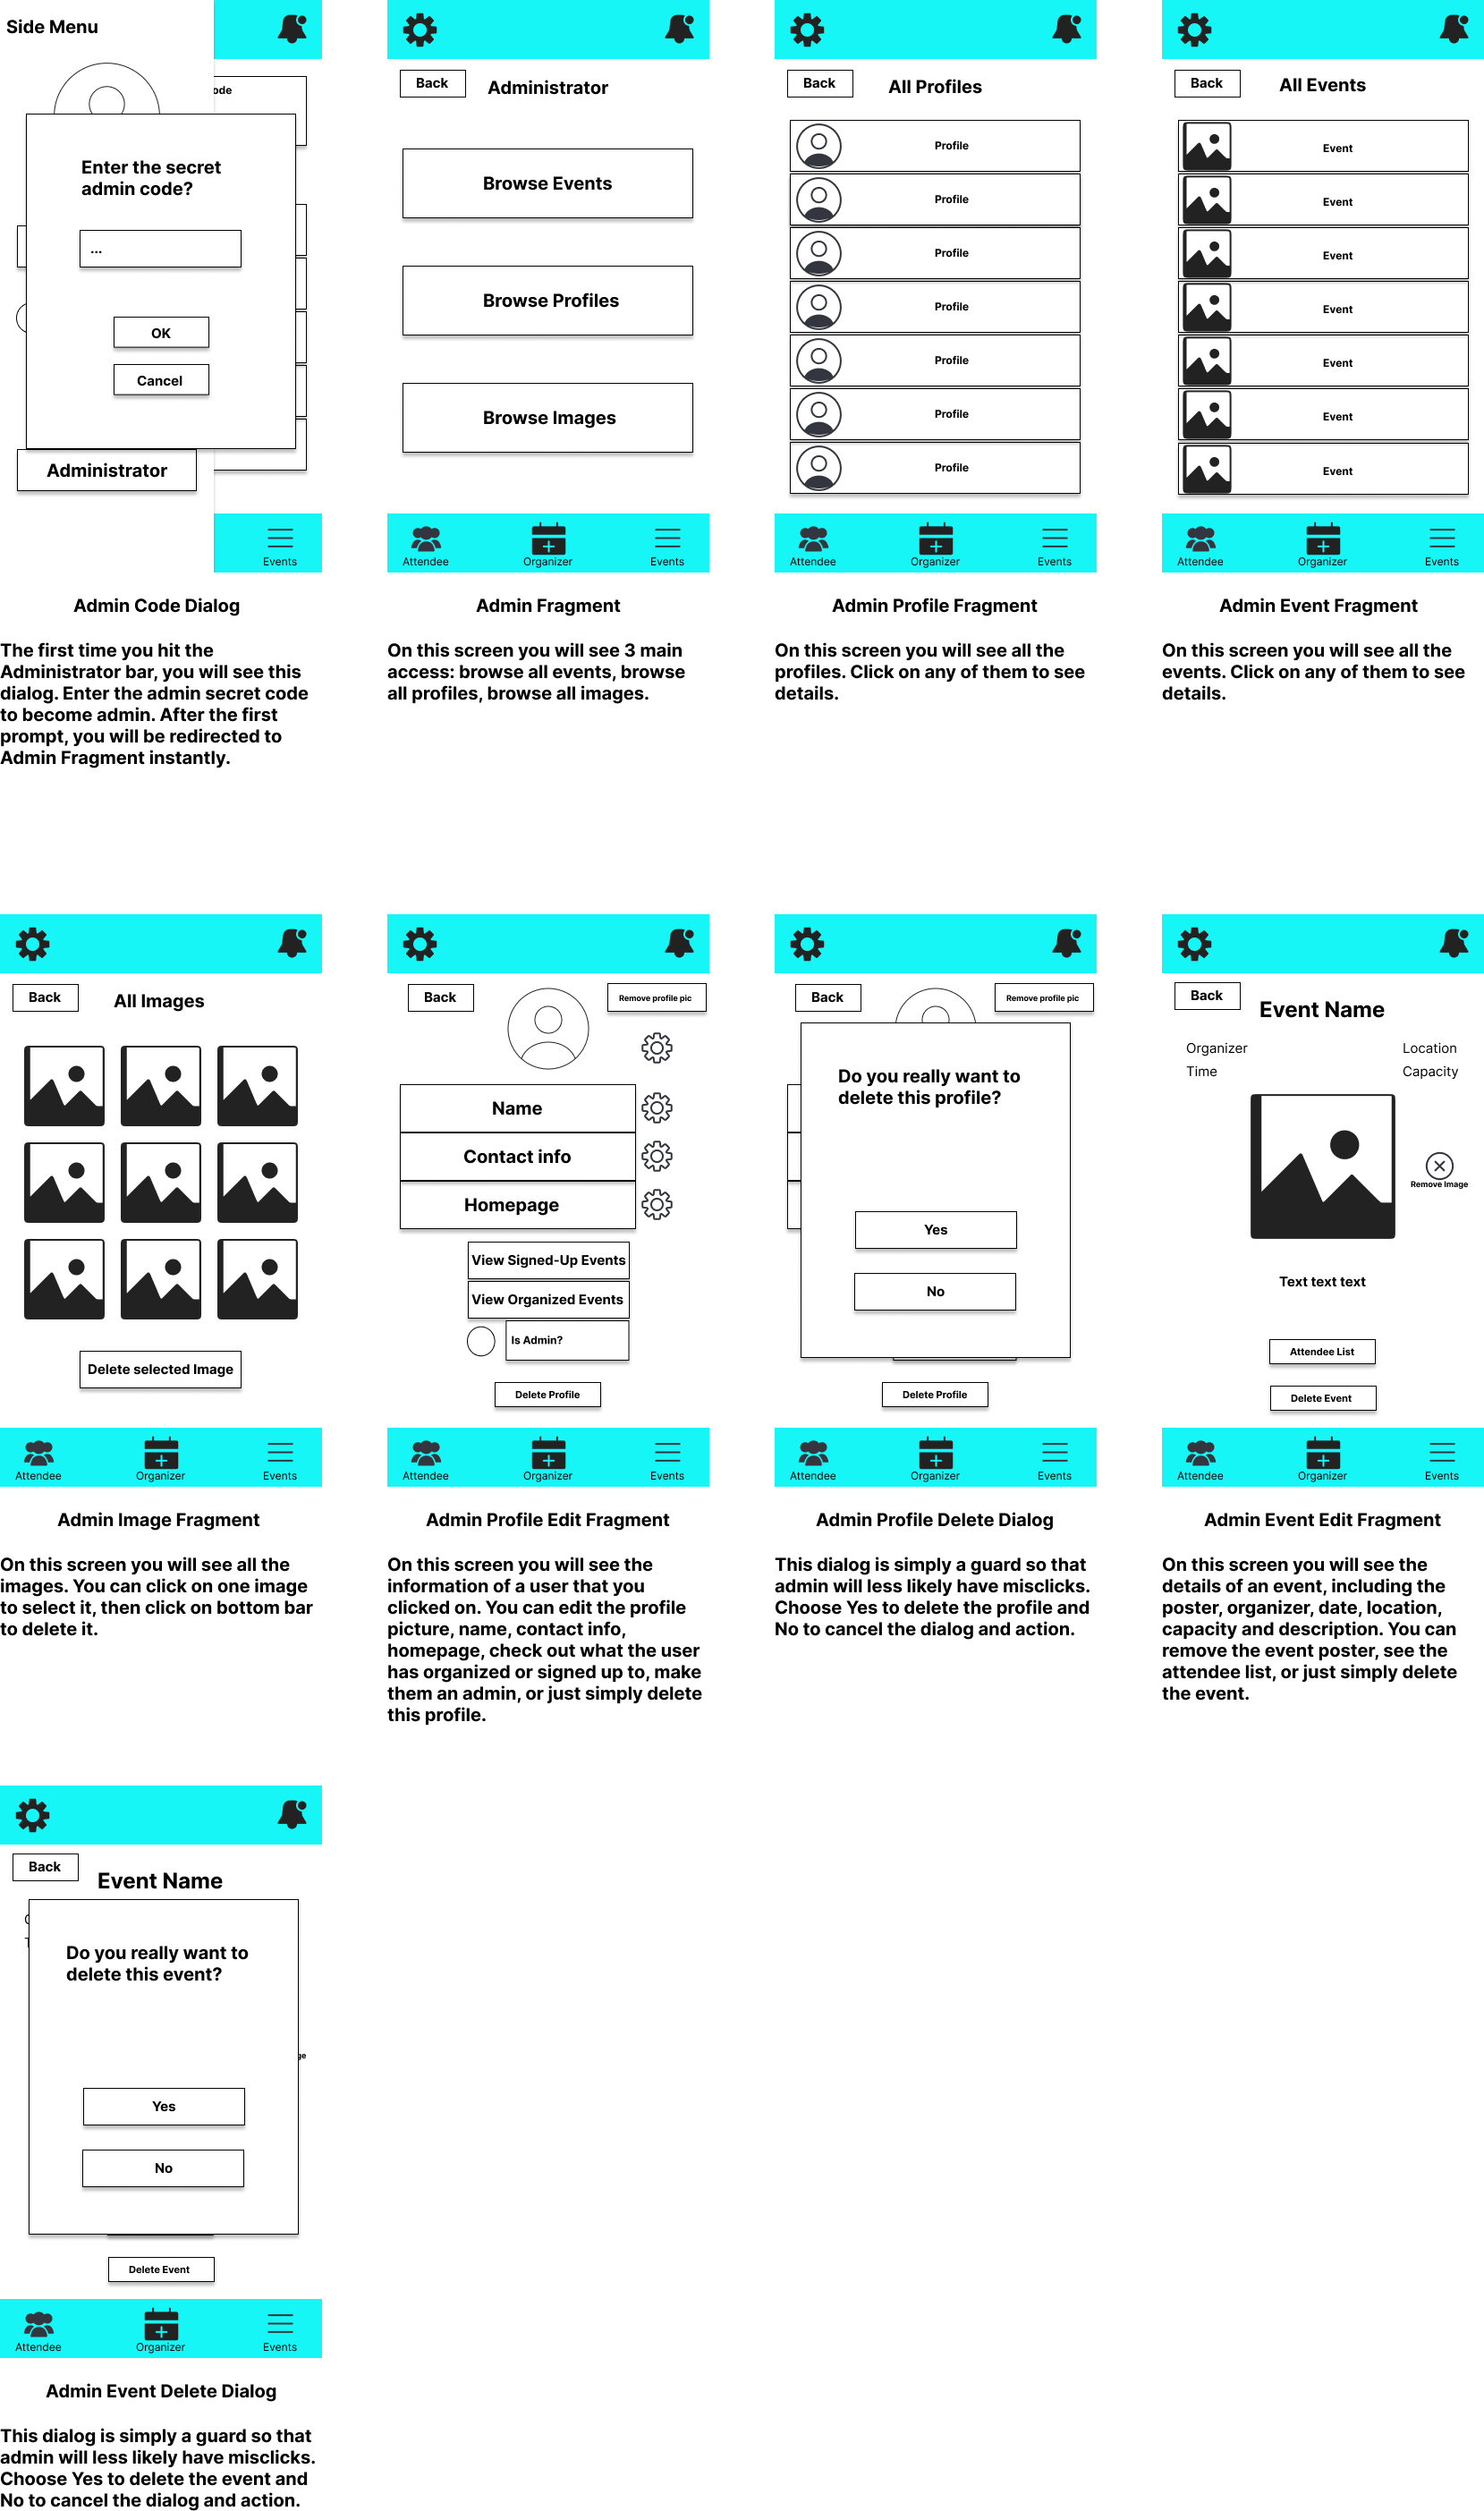 Side Menu
ode
Enter the secret
admin code?
...
OK
Cancel
Administrator
Events
Admin Code Dialog
The first time you hit the
Administrator bar, you will see this
dialog. Enter the admin secret code
to become admin. After the first
prompt, you will be redirected to
Admin Fragment instantly.
Back
Administrator
Browse Events
Browse Profiles
Browse Images
Attendee
Organizer
Events
Admin Fragment
On this screen you will see 3 main
access: browse all events, browse
all profiles, browse all images.
Back
All Profiles
Profile
Profile
Profile
Profile
Profile
Profile
Profile
Attendee
Organizer
Events
Admin Profile Fragment
On this screen you will see all the
profiles. Click on any of them to see
details.
Back
All Events
Event
Event
Event
Event
Event
Event
Event
Attendee
Organizer
Events
Admin Event Fragment
On this screen you will see all the
events. Click on any of them to see
details.
Back
All Images
Delete selected Image
Attendee
Organizer
Events
Admin Image Fragment
On this screen you will see all the
images. You can click on one image
to select it, then click on bottom bar
to delete it.
Back
Remove profile pic
Name
Contact info
Homepage
View Signed-Up Events
View Organized Events
Is Admin?
Delete Profile
Attendee
Organizer
Events
Admin Profile Edit Fragment
On this screen you will see the
information of a user that you
clicked on. You can edit the profile
picture, name, contact info,
homepage, check out what the user
has organized or signed up to, make
them an admin, or just simply delete
this profile.
Back
Remove profile pic
Do you really want to
delete this profile?
Yes
No
Delete Profile
Attendee
Organizer
Events
Admin Profile Delete Dialog
This dialog is simply a guard so that
admin will less likely have misclicks.
Choose Yes to delete the profile and
No to cancel the dialog and action.
Back
Event Name
Organizer
Location
Time
Capacity
Remove Image
Text text text
Attendee List
Delete Event
Attendee
Organizer
Events
Admin Event Edit Fragment
On this screen you will see the
details of an event, including the
poster, organizer, date, location,
capacity and description. You can
remove the event poster, see the
attendee list, or just simply delete
the event.
Back
Event Name
Do you really want to
delete this event?
ge
Yes
No
Delete Event
Attendee
Organizer
Events
Admin Event Delete Dialog
This dialog is simply a guard so that
admin will less likely have misclicks.
Choose Yes to delete the event and
No to cancel the dialog and action.